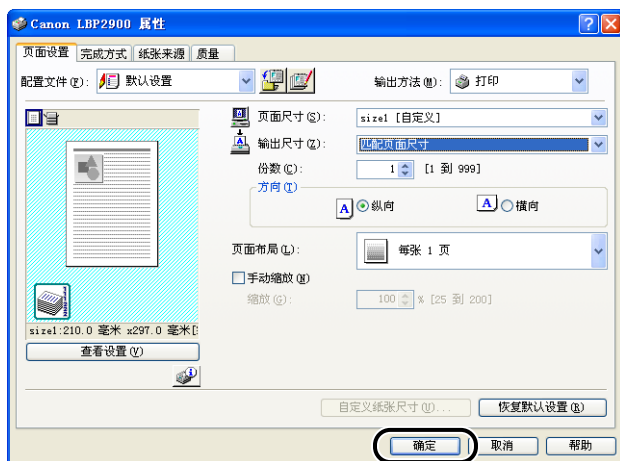 Canon LBP2900 属性
页面设置 完成方式 纸张来源 质量
配置文件(F): 默认设置 输出方法(M): 打印
页面尺寸(S): size1 [自定义]
输出尺寸(Z): 匹配页面尺寸
份数(C): 1 [1 到 999]
方向(T)
A 纵向 A 横向
页面布局(L): 每张 1 页
手动缩放(N)
缩放(G): 100 % [25 到 200]
size1:210.0 毫米 x297.0 毫米[
查看设置(V)
自定义纸张尺寸(U)... 恢复默认设置(R)
确定 取消 帮助